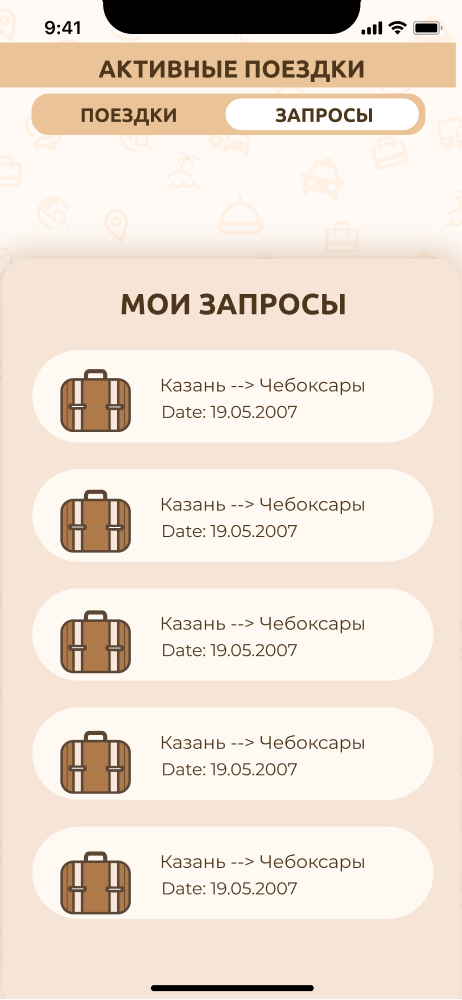 9:41
АКТИВНЫЕ ПОЕЗДКИ
ПОЕЗДКИ ЗАПРОСЫ
МОИ ЗАПРОСЫ
Казань --> Чебоксары
Date: 19.05.2007
Казань --> Чебоксары
Date: 19.05.2007
Казань --> Чебоксары
Date: 19.05.2007
Казань --> Чебоксары
Date: 19.05.2007
Казань --> Чебоксары
Date: 19.05.2007